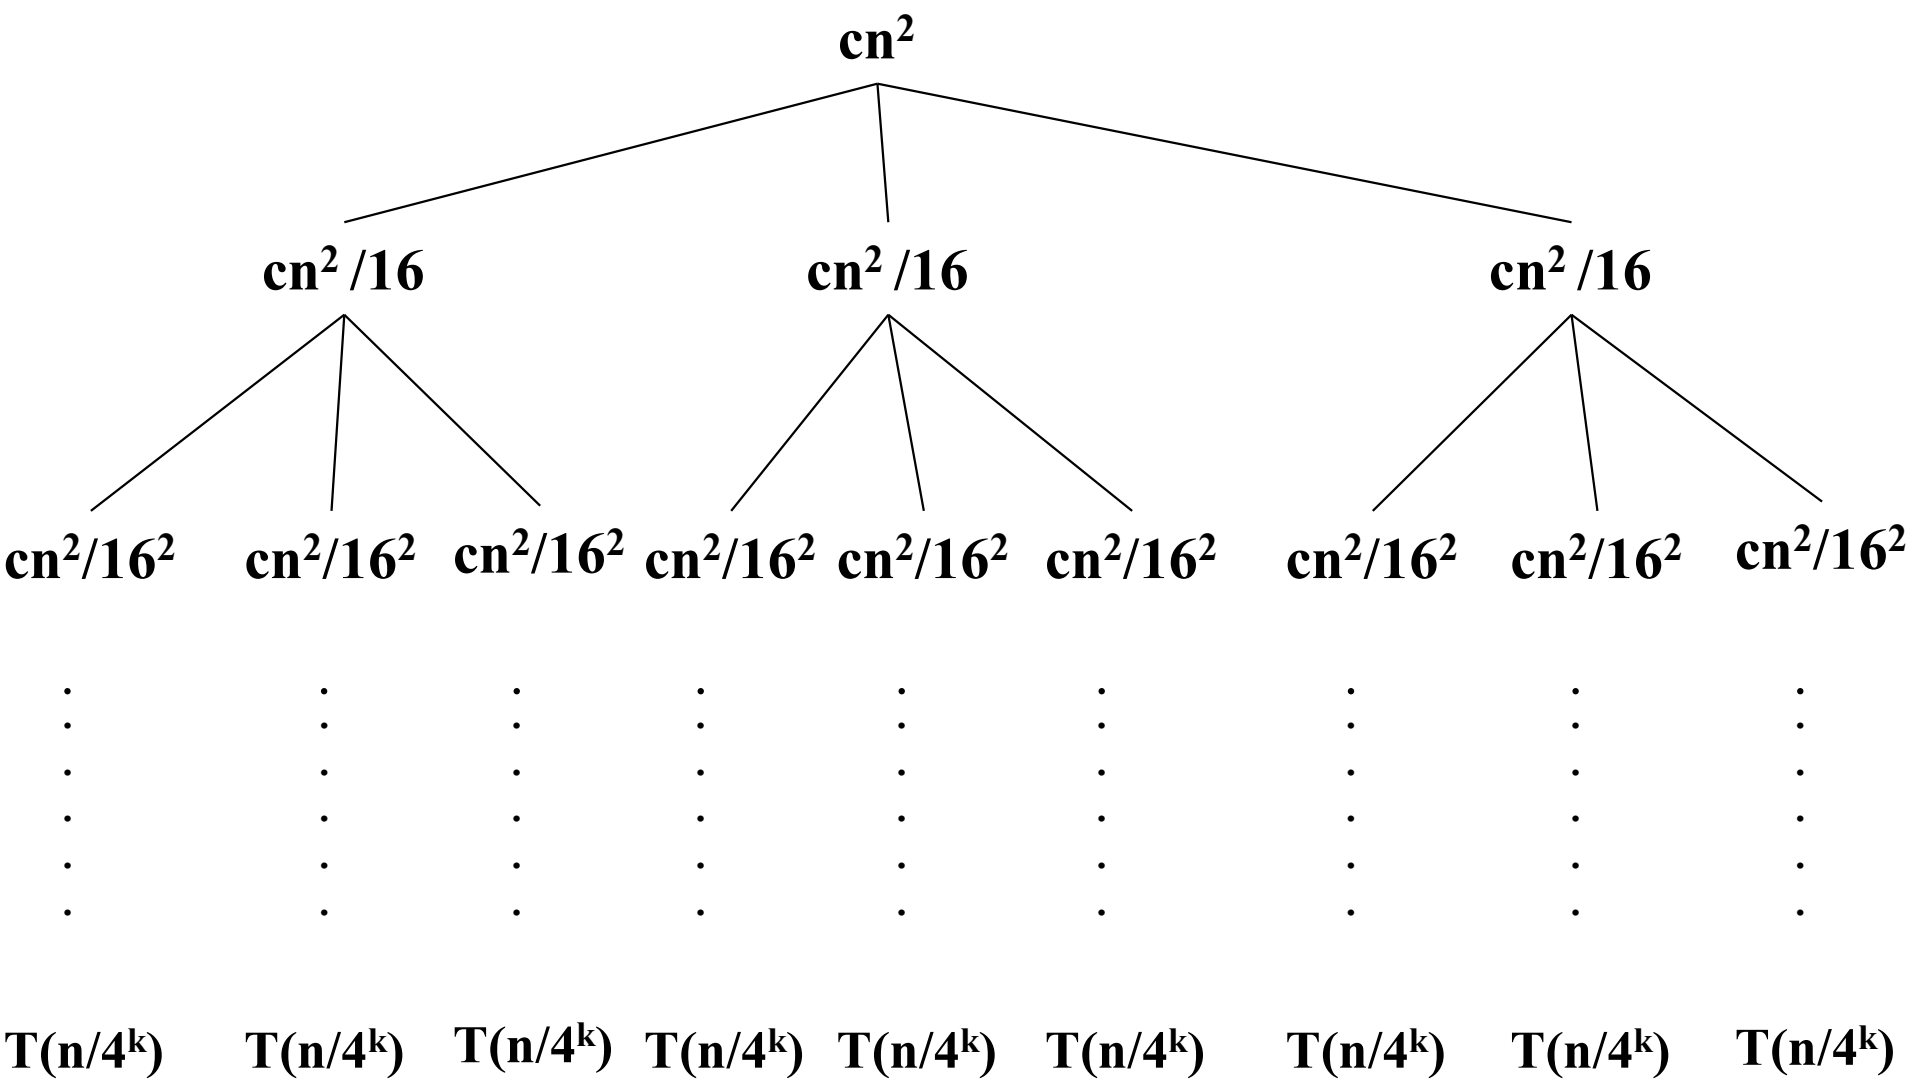 cn²
cn² /16 cn² /16 cn² /16
cn²/16² cn²/16² cn²/16² cn²/16² cn²/16² cn²/16² cn²/16² cn²/16² cn²/16²
. . . . . . . . .
. . . . . . . . .
. . . . . . . . .
. . . . . . . . .
. . . . . . . . .
. . . . . . . . .
T(n/4ᵏ) T(n/4ᵏ) T(n/4ᵏ) T(n/4ᵏ) T(n/4ᵏ) T(n/4ᵏ) T(n/4ᵏ) T(n/4ᵏ) T(n/4ᵏ)